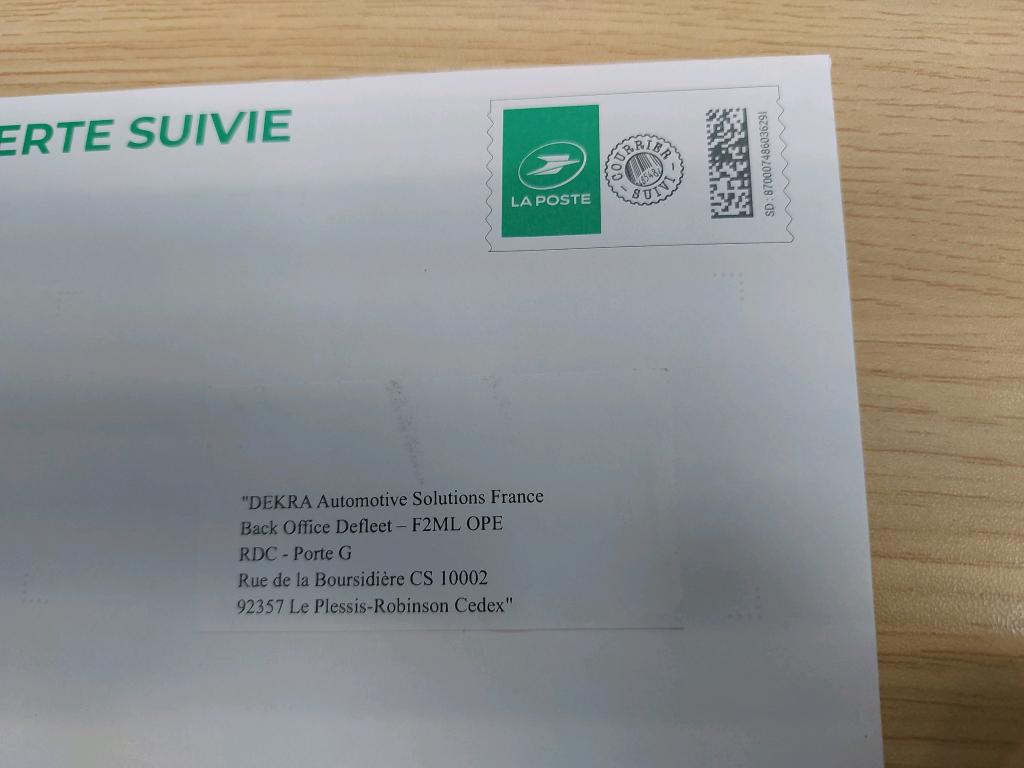 ERTE SUIVIE
LA POSTE
COURRIER
SUIVI
SD: 87000748603629I
"DEKRA Automotive Solutions France
Back Office Defleet – F2ML OPE
RDC - Porte G
Rue de la Boursidière CS 10002
92357 Le Plessis-Robinson Cedex"